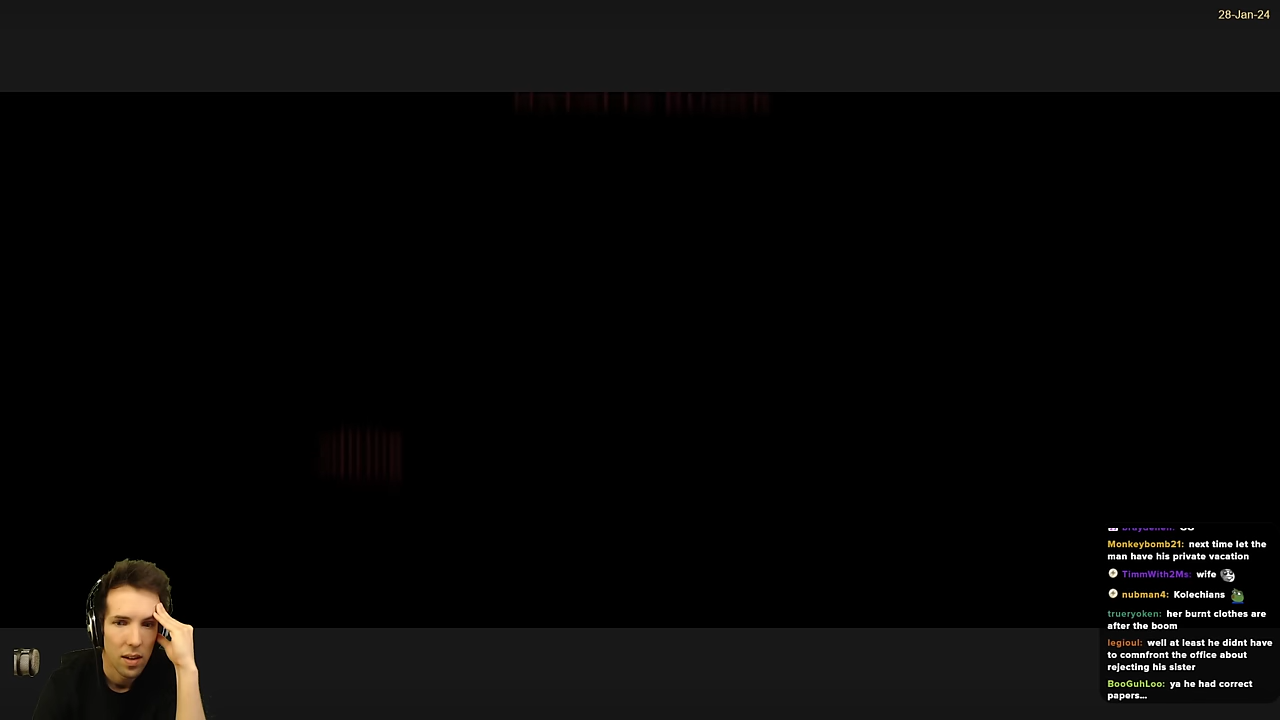 28-Jan-24
Monkeybomb21: next time let the
man have his private vacation
TimmWith2Ms: wife
nubman4: Kolechians
trueryoken: her burnt clothes are
after the boom
legioul: well at least he didnt have
to comnfront the office about
rejecting his sister
BooGuhLoo: ya he had correct
papers...